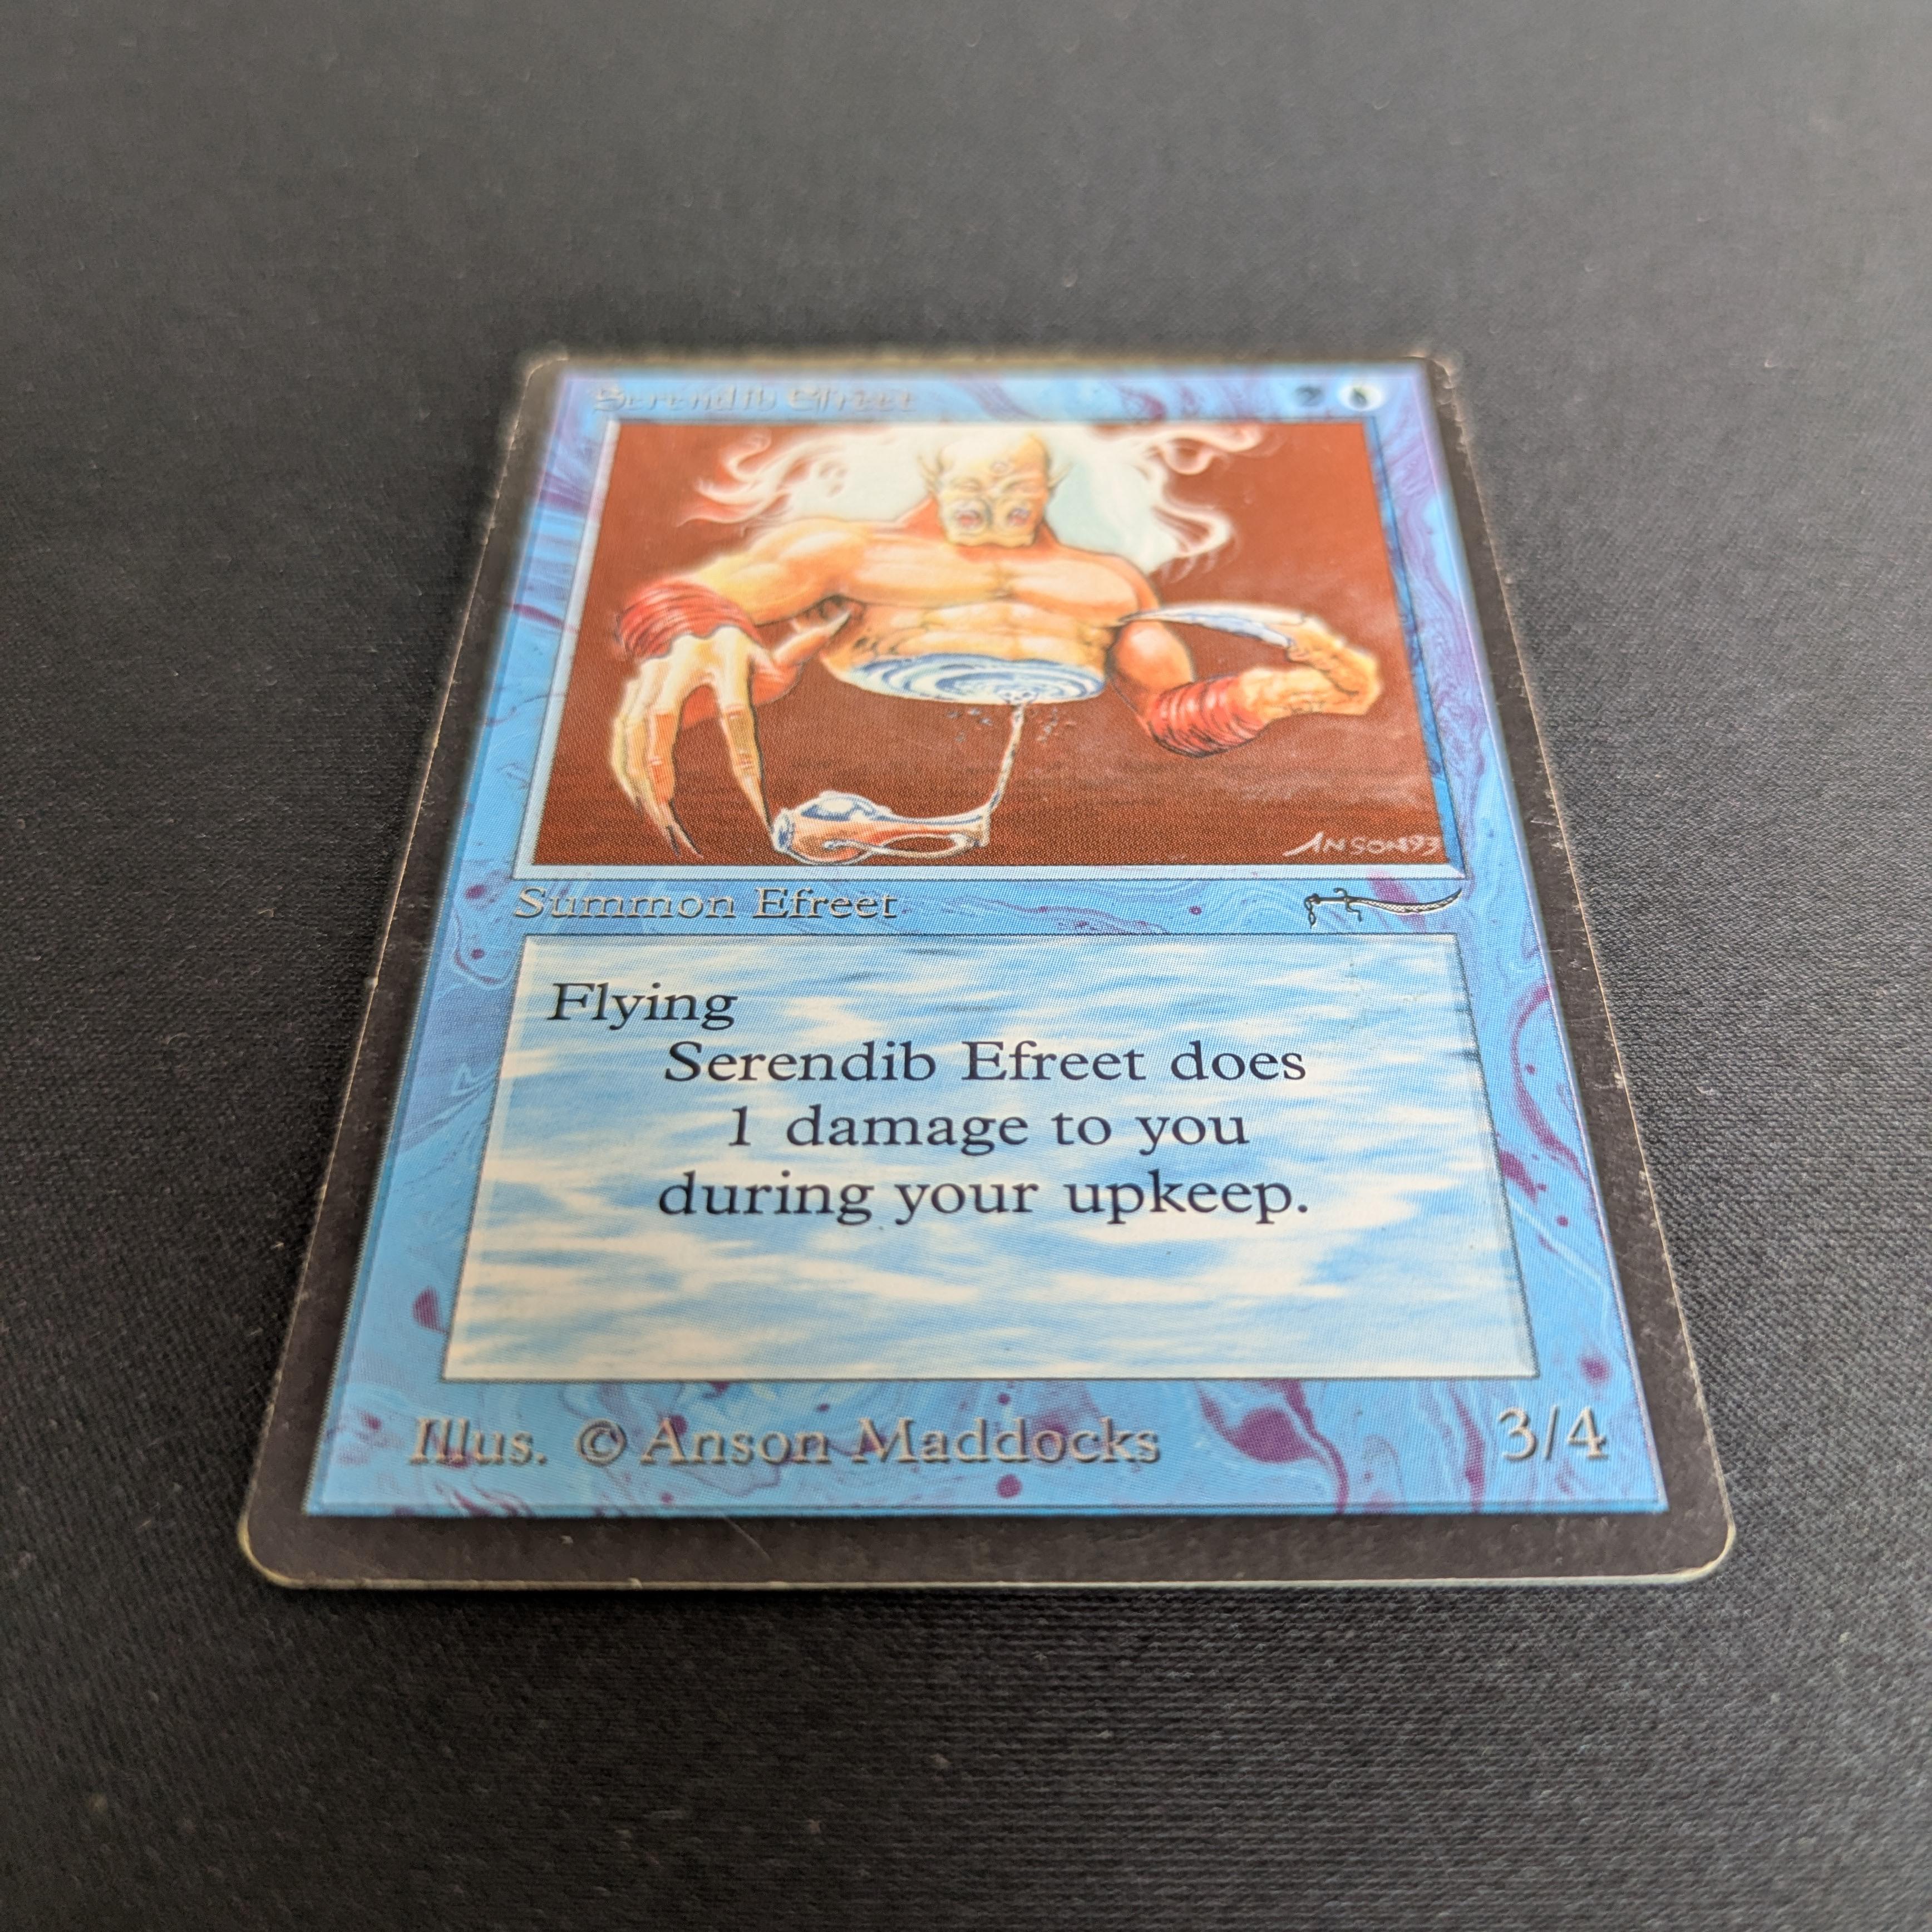 Serendib Efreet 2
ANSON93
Summon Efreet
Flying
Serendib Efreet does
1 damage to you
during your upkeep.
Illus. © Anson Maddocks 3/4